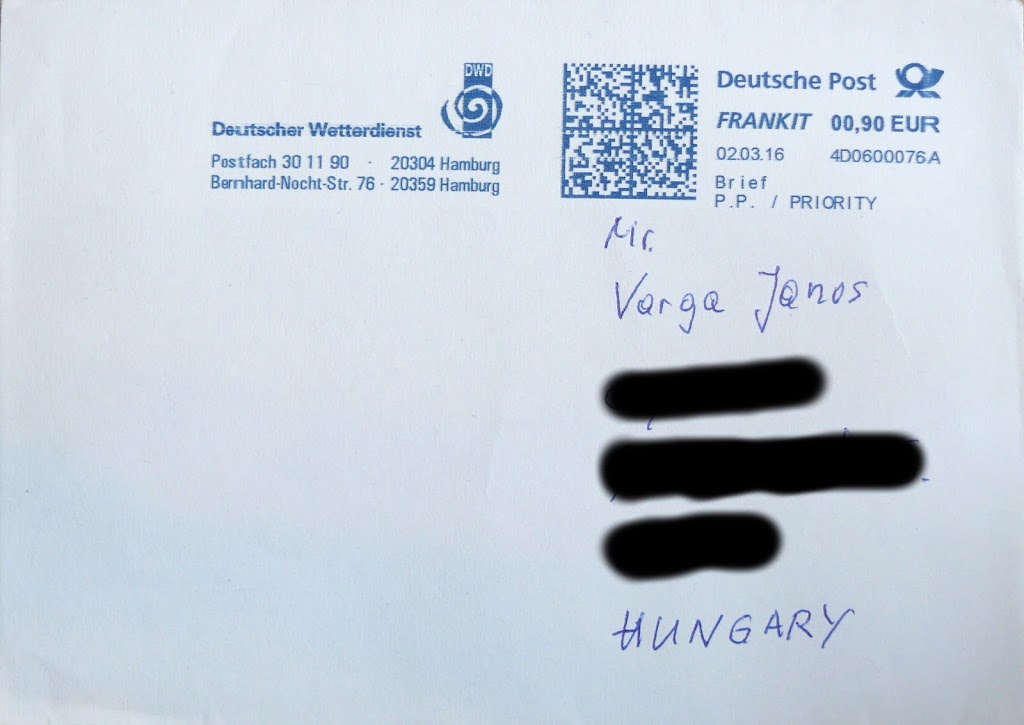 DWD
Deutscher Wetterdienst
Postfach 30 11 90 · 20304 Hamburg
Bernhard-Nocht-Str. 76 · 20359 Hamburg
Deutsche Post
FRANKIT 00,90 EUR
02.03.16 4D0600076A
Brief
P.P. / PRIORITY
Mr.
Varga Janos
HUNGARY